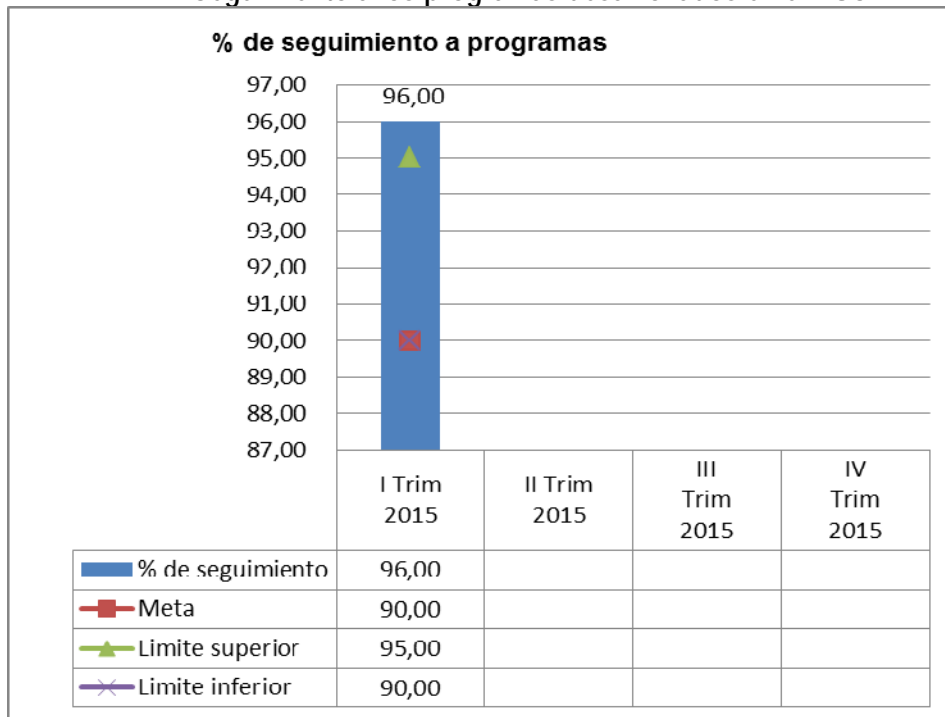 % de seguimiento a programas
97,00
96,00
95,00
94,00
93,00
92,00
91,00
90,00
89,00
88,00
87,00
96,00
I Trim 2015
II Trim 2015
III Trim 2015
IV Trim 2015
% de seguimiento 96,00
Meta 90,00
Limite superior 95,00
Limite inferior 90,00